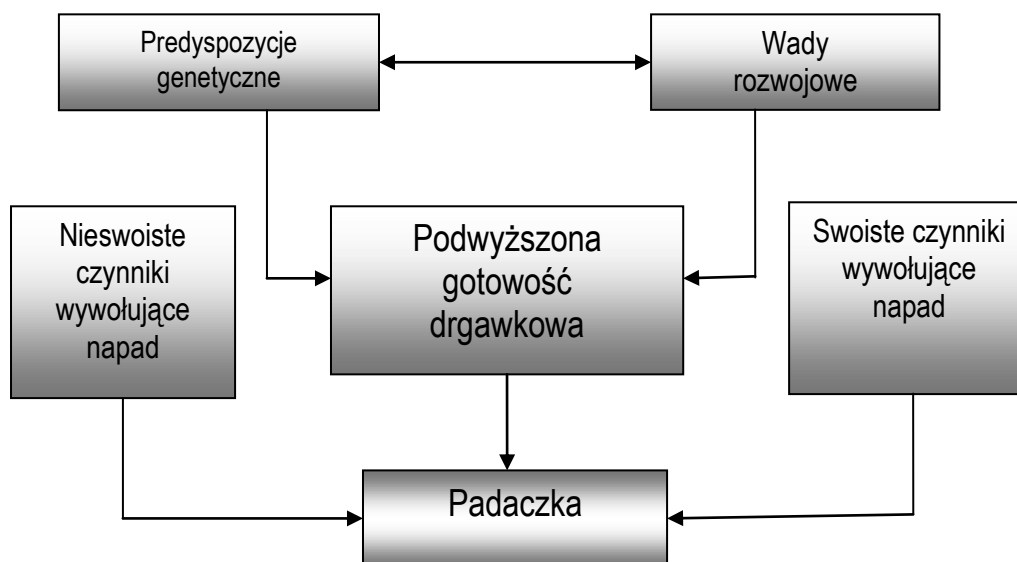 Predyspozycje
genetyczne
Wady
rozwojowe
Nieswoiste
czynniki
wywołujące
napad
Podwyższona
gotowość
drgawkowa
Swoiste czynniki
wywołujące
napad
Padaczka